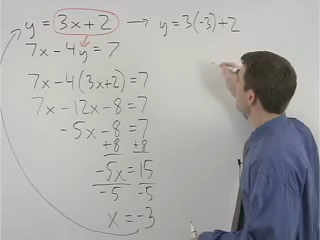 y = 3x+2 → y=3(-3)+2
7x-4y=7
7x-4(3x+2)=7
7x-12x-8=7
-5x-8=7
+8 +8
-5x=15
-5 -5
x=-3